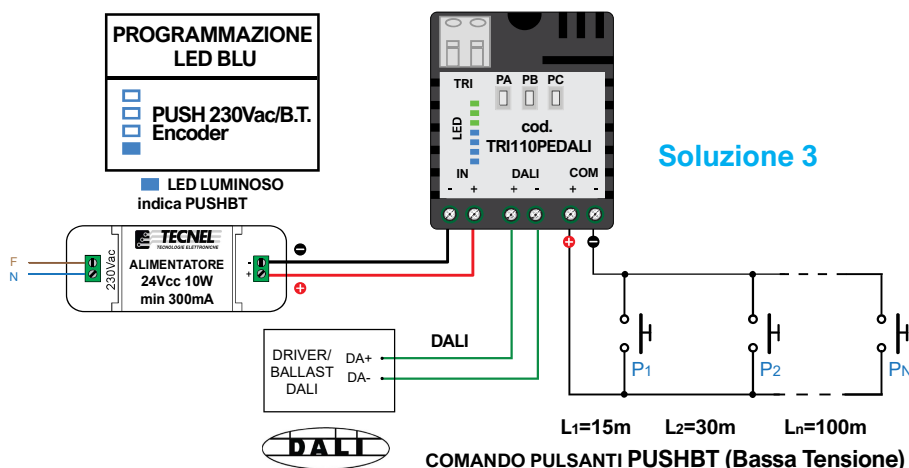 PROGRAMMAZIONE
LED BLU
PUSH 230Vac/B.T.
Encoder
LED LUMINOSO
indica PUSHBT
TRI PA PB PC
LED
cod.
TRI110PEDALI
IN DALI COM
- + + - + -
Soluzione 3
F
N
230Vac
TECNEL
TECNOLOGIE ELETTRONICHE
ALIMENTATORE
24Vcc 10W
min 300mA
-
+
DRIVER/
BALLAST
DALI
DA+
DA-
DALI
DALI
P1 P2 PN
L1=15m L2=30m Ln=100m
COMANDO PULSANTI PUSHBT (Bassa Tensione)